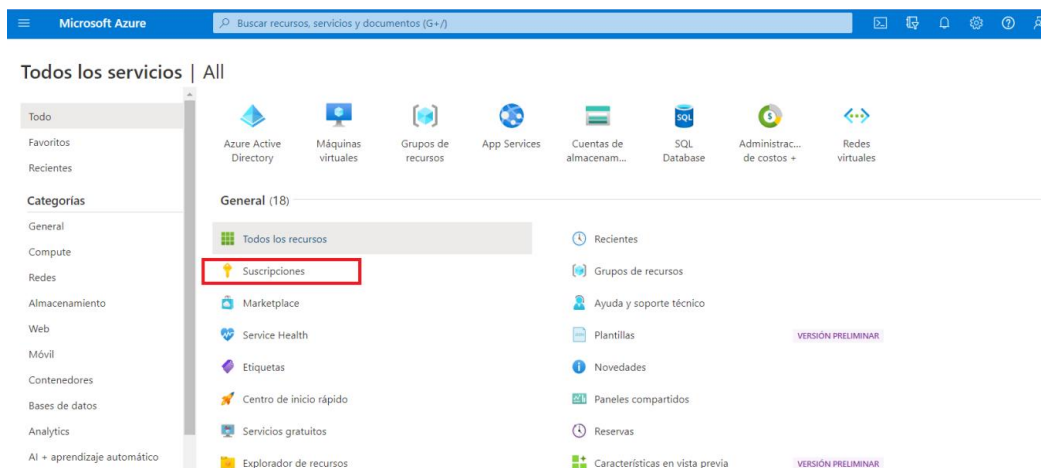 Microsoft Azure
Buscar recursos, servicios y documentos (G+/)
Todos los servicios | All
Todo
Favoritos
Recientes
Categorías
General
Compute
Redes
Almacenamiento
Web
Móvil
Contenedores
Bases de datos
Analytics
AI + aprendizaje automático
Azure Active
Directory
Máquinas
virtuales
Grupos de
recursos
App Services
Cuentas de
almacenam...
SQL
SQL
Database
Administrac...
de costos +
Redes
virtuales
General (18)
Todos los recursos
Suscripciones
Marketplace
Service Health
Etiquetas
Centro de inicio rápido
Servicios gratuitos
Explorador de recursos
Recientes
Grupos de recursos
Ayuda y soporte técnico
Plantillas VERSIÓN PRELIMINAR
Novedades
Paneles compartidos
Reservas
Características en vista previa VERSIÓN PRELIMINAR